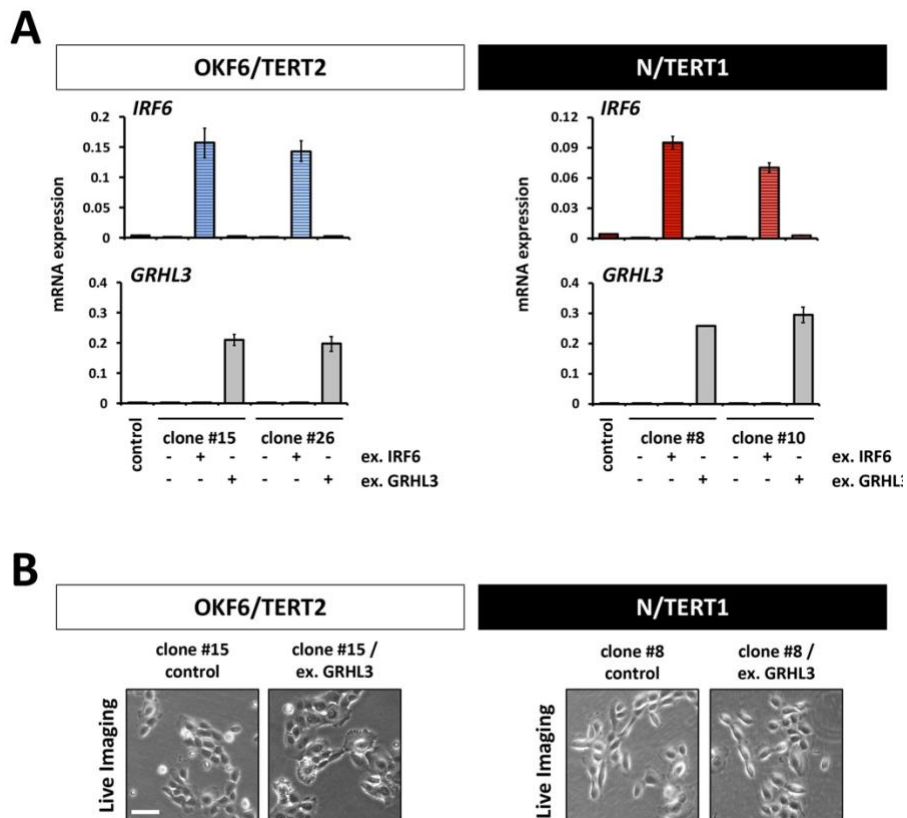 A
OKF6/TERT2
N/TERT1
IRF6
mRNA expression
0.2
0.15
0.1
0.05
0
GRHL3
0.4
0.3
0.2
0.1
0
control
clone #15
clone #26
- + - - + - ex. IRF6
- - + - - + ex. GRHL3
IRF6
mRNA expression
0.12
0.09
0.06
0.03
0
GRHL3
0.4
0.3
0.2
0.1
0
control
clone #8
clone #10
- + - - + - ex. IRF6
- - + - - + ex. GRHL3
B
OKF6/TERT2
N/TERT1
clone #15
control
clone #15 /
ex. GRHL3
Live Imaging
clone #8
control
clone #8 /
ex. GRHL3
Live Imaging